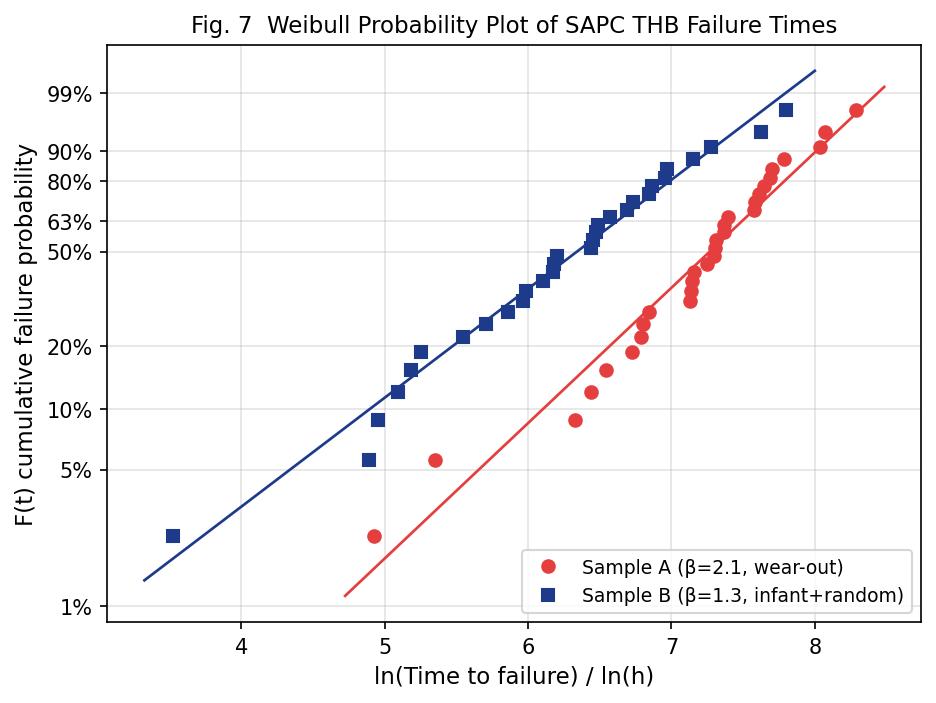 Fig. 7  Weibull Probability Plot of SAPC THB Failure Times
F(t) cumulative failure probability
99%
90%
80%
63%
50%
20%
10%
5%
1%
4 5 6 7 8
ln(Time to failure) / ln(h)
Sample A (β=2.1, wear-out)
Sample B (β=1.3, infant+random)